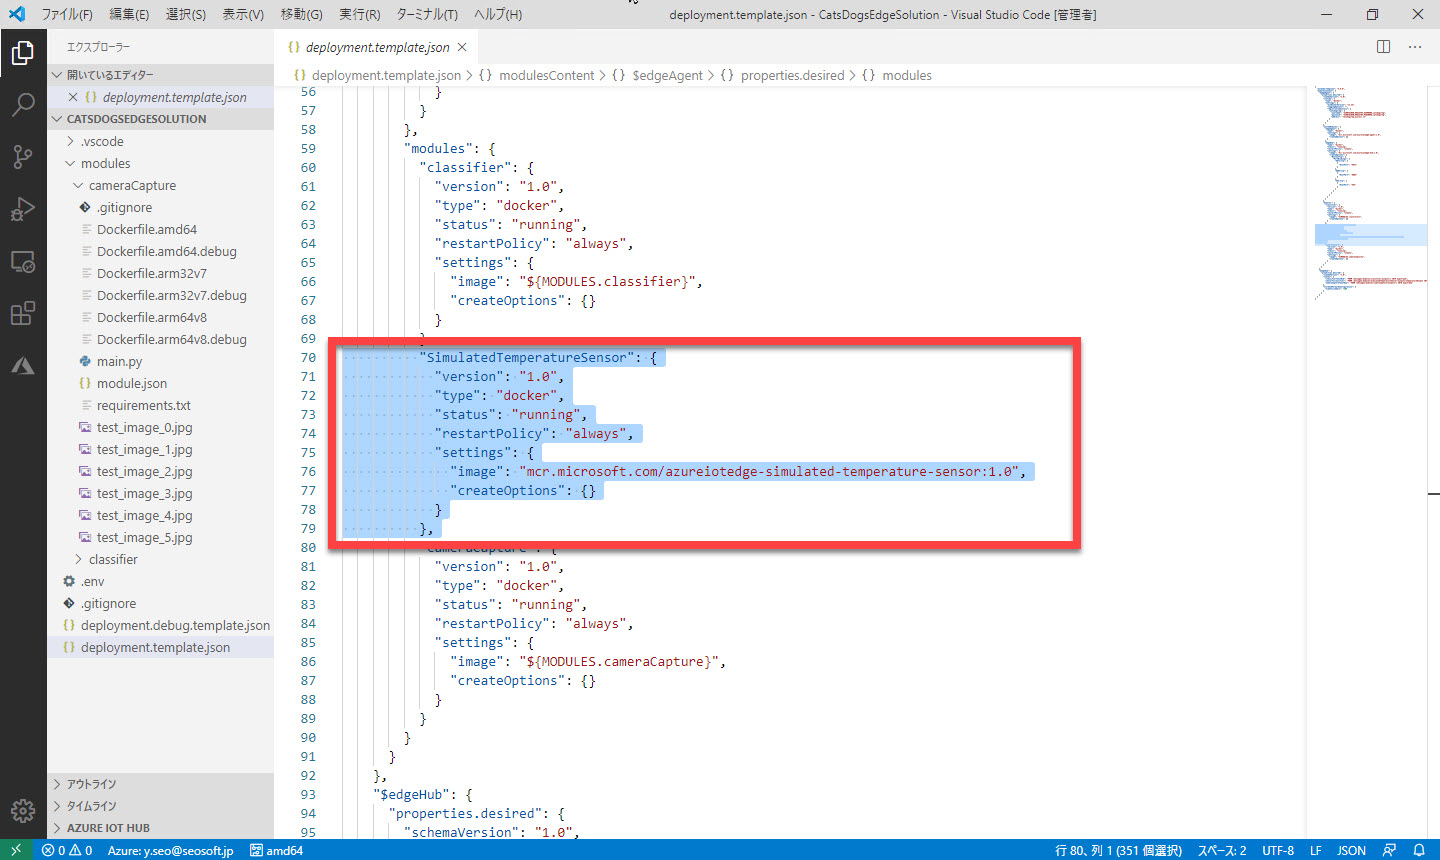 ファイル(F) 編集(E) 選択(S) 表示(V) 移動(G) 実行(R) ターミナル(T) ヘルプ(H) deployment.template.json - CatsDogsEdgeSolution - Visual Studio Code [管理者]
エクスプローラー
開いているエディター
deployment.template.json
CATSDOGSEDGESOLUTION
.vscode
modules
cameraCapture
.gitignore
Dockerfile.amd64
Dockerfile.amd64.debug
Dockerfile.arm32v7
Dockerfile.arm32v7.debug
Dockerfile.arm64v8
Dockerfile.arm64v8.debug
main.py
module.json
requirements.txt
test_image_0.jpg
test_image_1.jpg
test_image_2.jpg
test_image_3.jpg
test_image_4.jpg
test_image_5.jpg
classifier
.env
.gitignore
deployment.debug.template.json
deployment.template.json
アウトライン
タイムライン
AZURE IOT HUB
{} deployment.template.json ×
{} deployment.template.json > {} modulesContent > {} $edgeAgent > {} properties.desired > {} modules
56 }
57 }
58 },
59 "modules": {
60 "classifier": {
61 "version": "1.0",
62 "type": "docker",
63 "status": "running",
64 "restartPolicy": "always",
65 "settings": {
66 "image": "${MODULES.classifier}",
67 "createOptions": {}
68 }
69
70 "SimulatedTemperatureSensor": {
71 "version": "1.0",
72 "type": "docker",
73 "status": "running",
74 "restartPolicy": "always",
75 "settings": {
76 "image": "mcr.microsoft.com/azureiotedge-simulated-temperature-sensor:1.0",
77 "createOptions": {}
78 }
79 },
80 "cameraCapture": {
81 "version": "1.0",
82 "type": "docker",
83 "status": "running",
84 "restartPolicy": "always",
85 "settings": {
86 "image": "${MODULES.cameraCapture}",
87 "createOptions": {}
88 }
89 }
90 }
91 }
92 },
93 "$edgeHub": {
94 "properties.desired": {
95 "schemaVersion": "1.0",
0 0 Azure: y.seo@seosoft.jp amd64 行 80、列 1 (351 個選択) スペース: 2 UTF-8 LF JSON